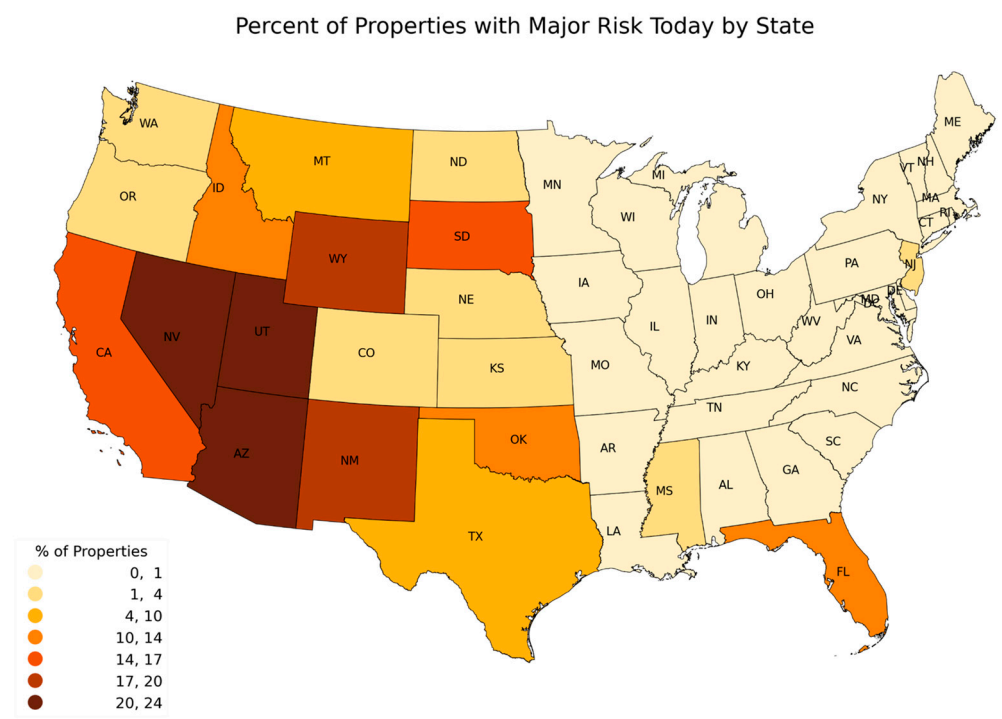 Percent of Properties with Major Risk Today by State
ME
WA
VT
NH
ND
MT
MI
MN
ID
OR
NY
MA
RI
WI
CT
SD
WY
PA
NJ
IA
DE
OH
MD
DC
NE
IL
IN
WV
NV
UT
VA
CA
CO
MO
KY
KS
NC
TN
OK
SC
AR
AZ
NM
GA
AL
MS
LA
TX
FL
% of Properties
0, 1
1, 4
4, 10
10, 14
14, 17
17, 20
20, 24